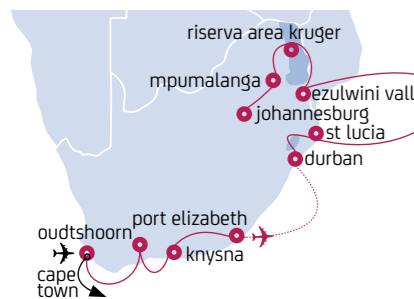 riserva area kruger
mpumalanga
ezulwini vall
johannesburg
st lucia
durban
port elizabeth
oudtshoorn
knysna
cape
town